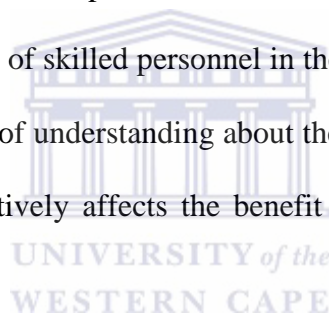 of skilled personnel in the
of understanding about the
tively affects the benefit
UNIVERSITY of the
WESTERN CAPE